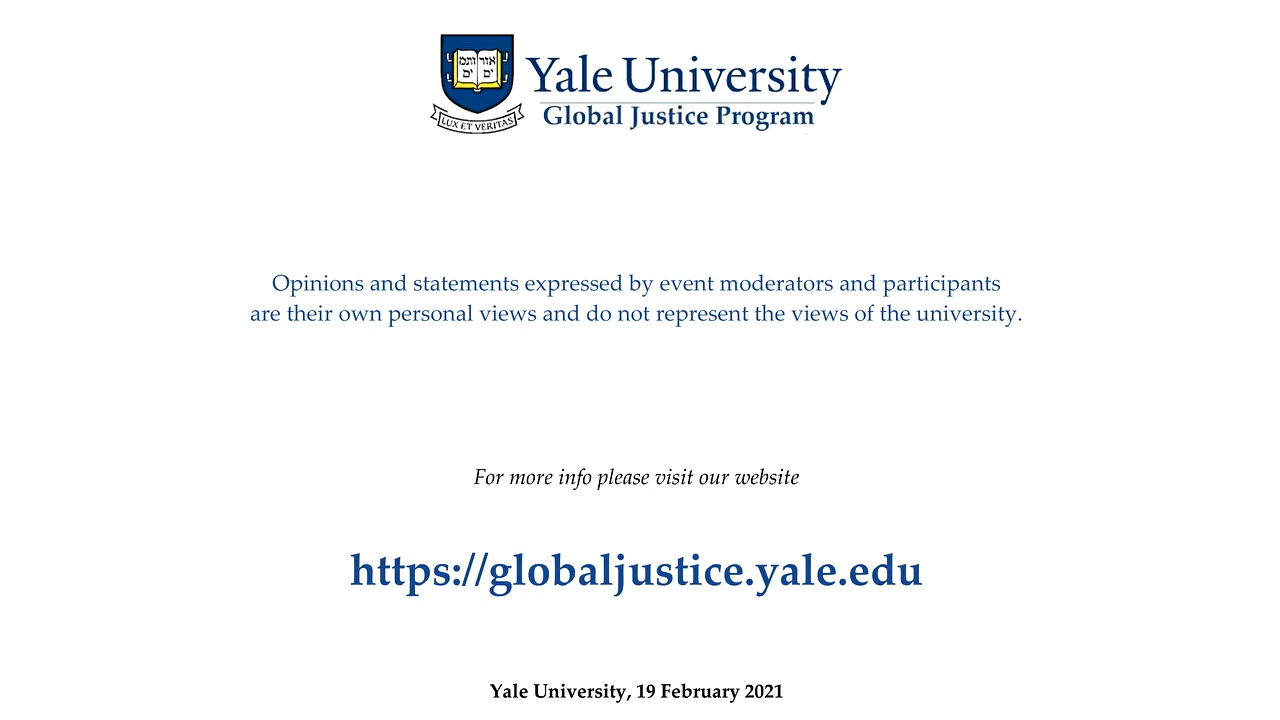 אורים
ותמים
LUX ET VERITAS
Yale University
Global Justice Program
Opinions and statements expressed by event moderators and participants
are their own personal views and do not represent the views of the university.
For more info please visit our website
https://globaljustice.yale.edu
Yale University, 19 February 2021